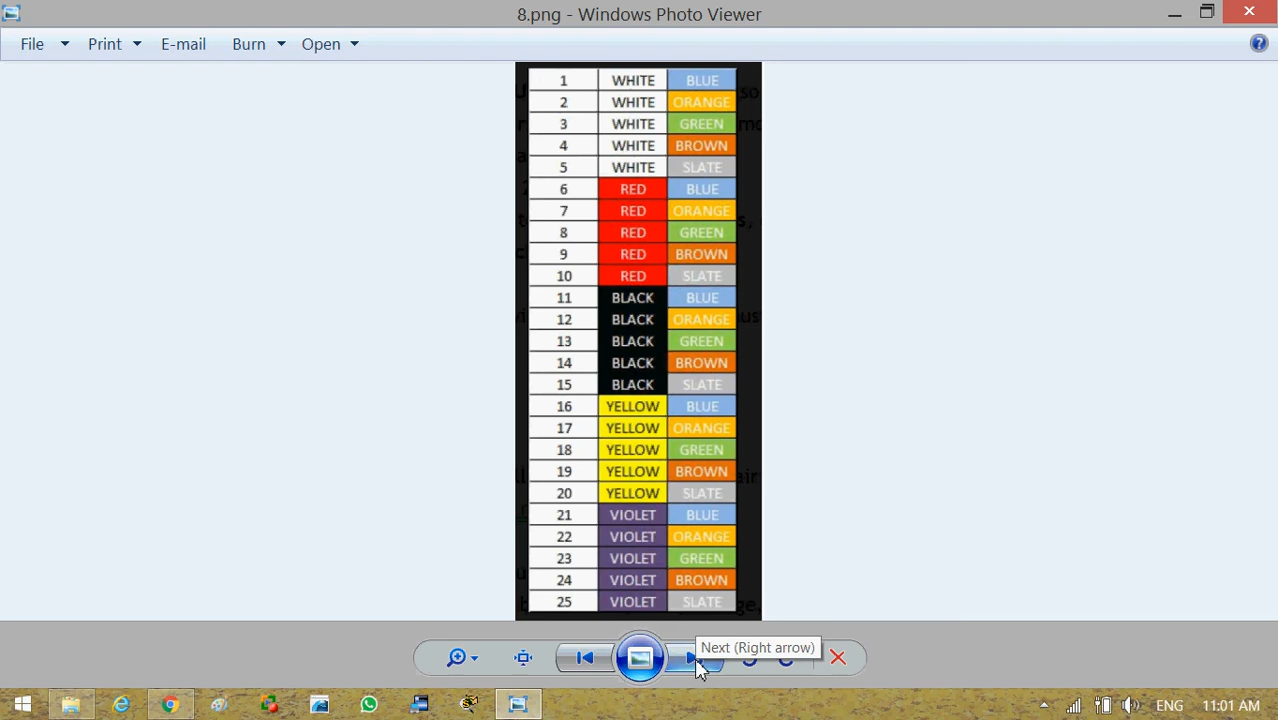 8.png - Windows Photo Viewer
File Print E-mail Burn Open
1 WHITE BLUE
2 WHITE ORANGE
3 WHITE GREEN
4 WHITE BROWN
5 WHITE SLATE
6 RED BLUE
7 RED ORANGE
8 RED GREEN
9 RED BROWN
10 RED SLATE
11 BLACK BLUE
12 BLACK ORANGE
13 BLACK GREEN
14 BLACK BROWN
15 BLACK SLATE
16 YELLOW BLUE
17 YELLOW ORANGE
18 YELLOW GREEN
19 YELLOW BROWN
20 YELLOW SLATE
21 VIOLET BLUE
22 VIOLET ORANGE
23 VIOLET GREEN
24 VIOLET BROWN
25 VIOLET SLATE
Next (Right arrow)
ENG 11:01 AM